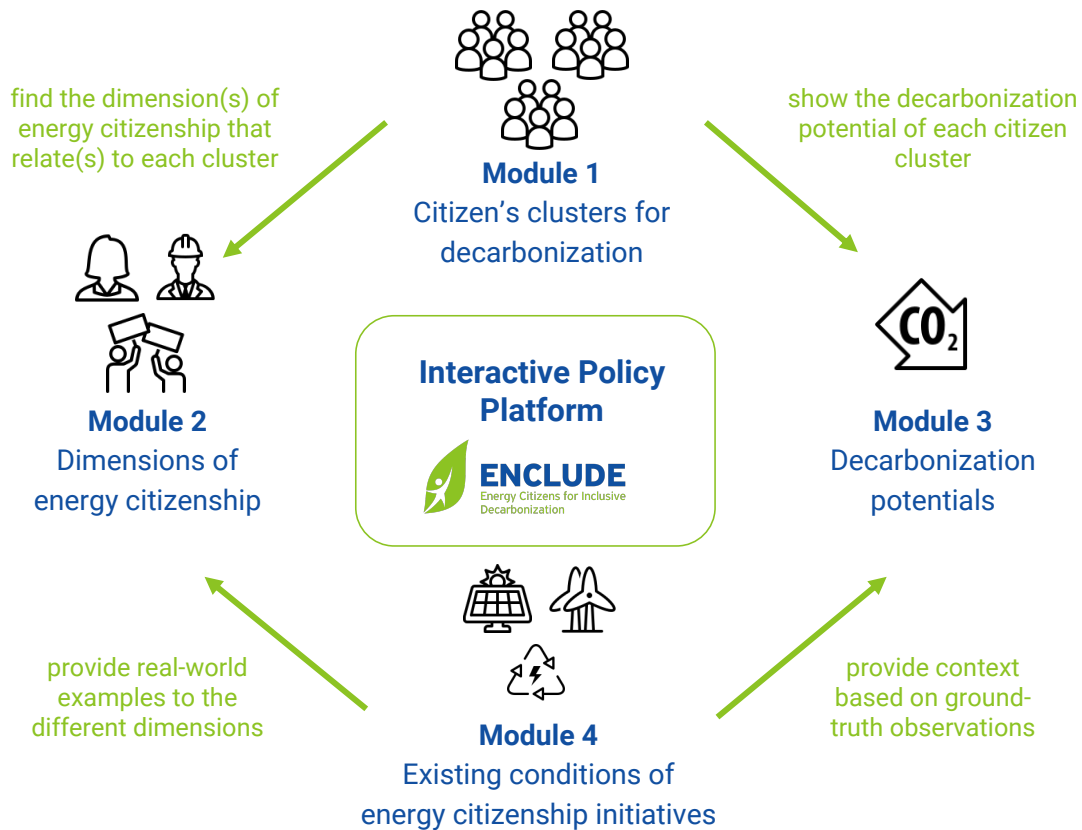 find the dimension(s) of
energy citizenship that
relate(s) to each cluster
show the decarbonization
potential of each citizen
cluster
Module 1
Citizen’s clusters for
decarbonization
Module 2
Dimensions of
energy citizenship
Interactive Policy
Platform
ENCLUDE
Energy Citizens for Inclusive
Decarbonization
CO2
Module 3
Decarbonization
potentials
provide real-world
examples to the
different dimensions
provide context
based on ground-
truth observations
Module 4
Existing conditions of
energy citizenship initiatives